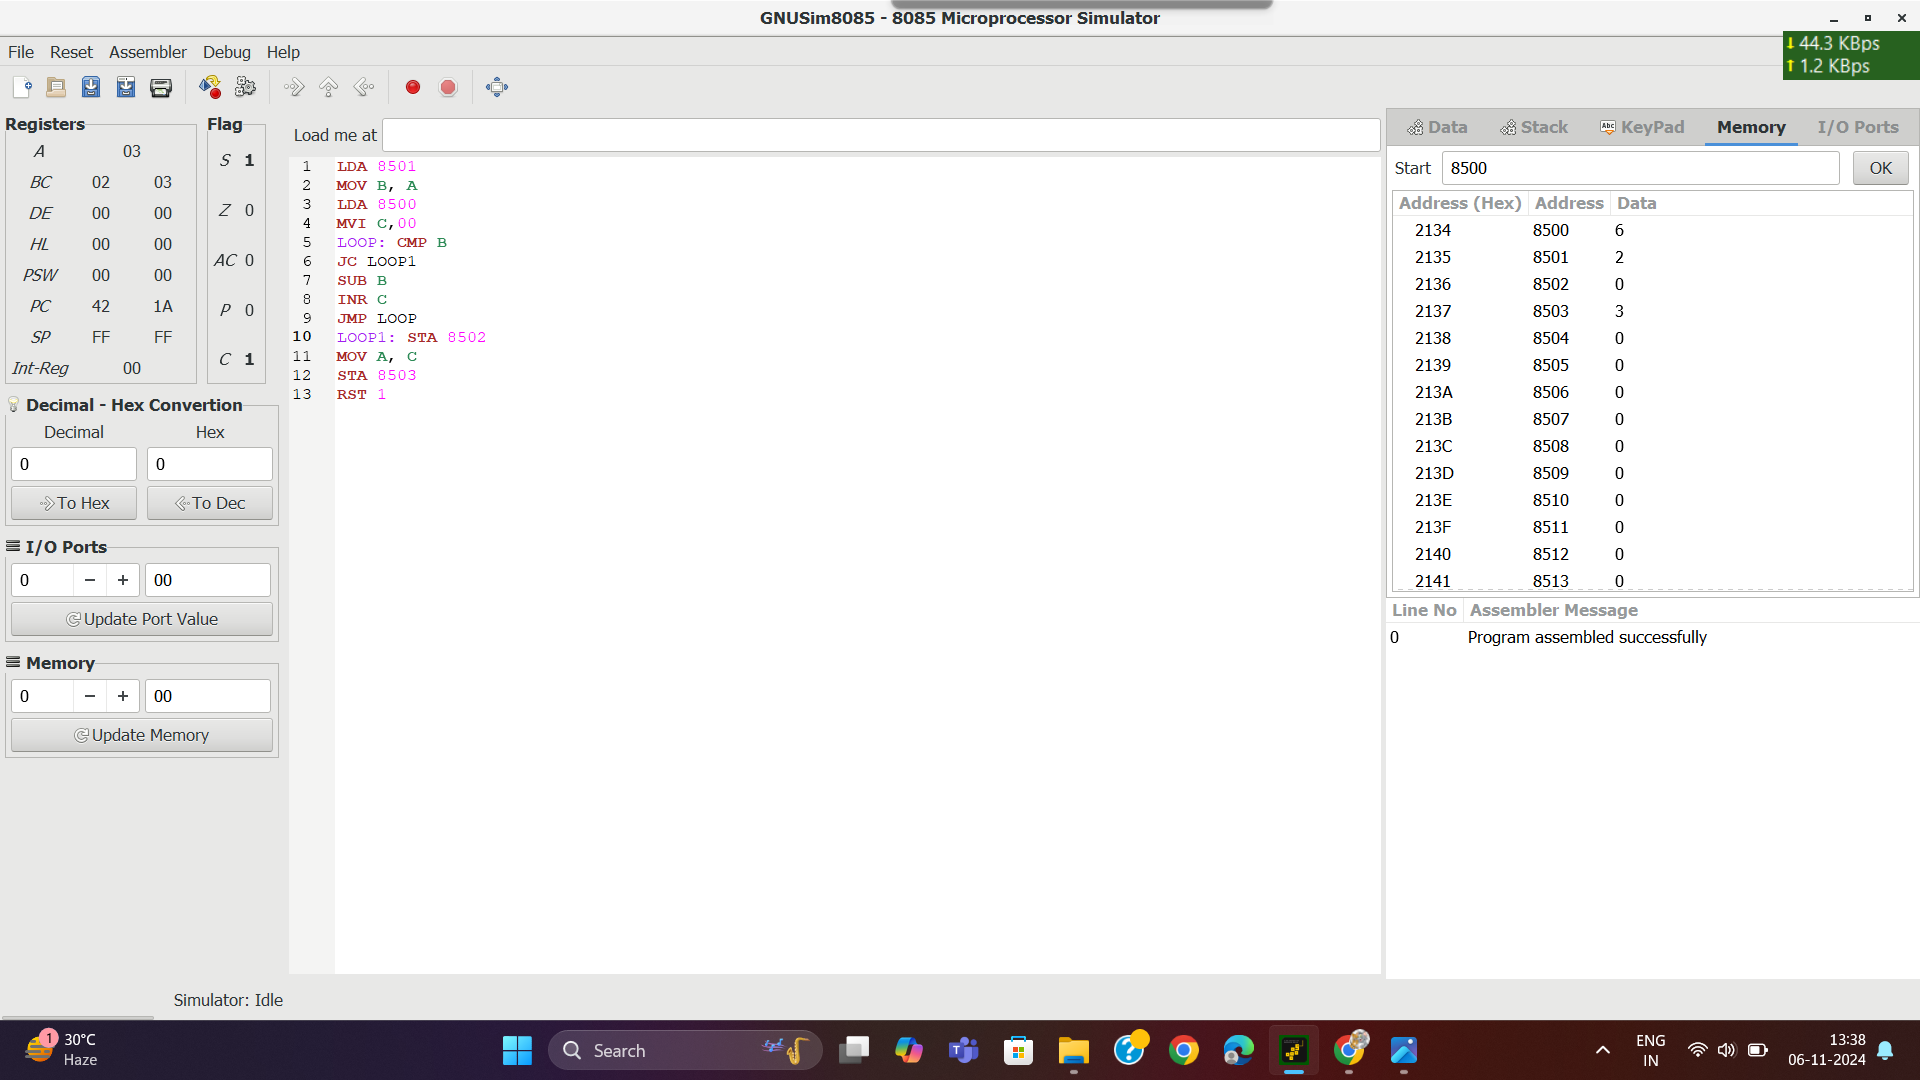 GNUSim8085 - 8085 Microprocessor Simulator
File Reset Assembler Debug Help
44.3 KBps
1.2 KBps
Registers
A 03
BC 02 03
DE 00 00
HL 00 00
PSW 00 00
PC 42 1A
SP FF FF
Int-Reg 00
Flag
S 1
Z 0
AC 0
P 0
C 1
Decimal - Hex Convertion
Decimal Hex
0 0
To Hex To Dec
I/O Ports
0 − + 00
Update Port Value
Memory
0 − + 00
Update Memory
Load me at
1 LDA 8501
2 MOV B, A
3 LDA 8500
4 MVI C,00
5 LOOP: CMP B
6 JC LOOP1
7 SUB B
8 INR C
9 JMP LOOP
10 LOOP1: STA 8502
11 MOV A, C
12 STA 8503
13 RST 1
Data Stack Abc KeyPad Memory I/O Ports
Start 8500 OK
Address (Hex) Address Data
2134 8500 6
2135 8501 2
2136 8502 0
2137 8503 3
2138 8504 0
2139 8505 0
213A 8506 0
213B 8507 0
213C 8508 0
213D 8509 0
213E 8510 0
213F 8511 0
2140 8512 0
2141 8513 0
Line No Assembler Message
0 Program assembled successfully
Simulator: Idle
1
30°C
Haze
Search
ENG
IN
13:38
06-11-2024